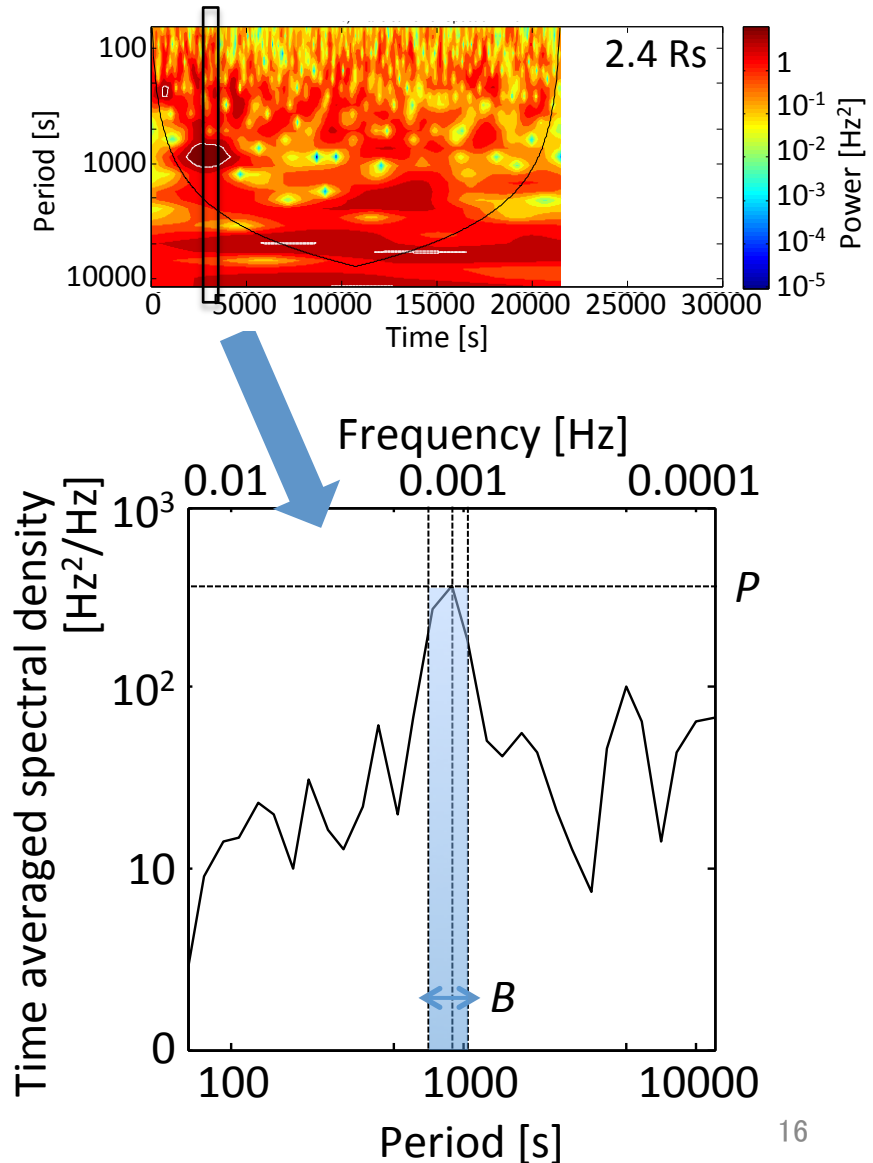 2.4 Rs
Period [s]
100
1000
10000
0 5000 10000 15000 20000 25000 30000
Time [s]
1
10-1
10-2
10-3
10-4
10-5
Power [Hz2]
Frequency [Hz]
0.01 0.001 0.0001
Time averaged spectral density
[Hz2/Hz]
103
102
10
0
P
B
100 1000 10000
Period [s]
16